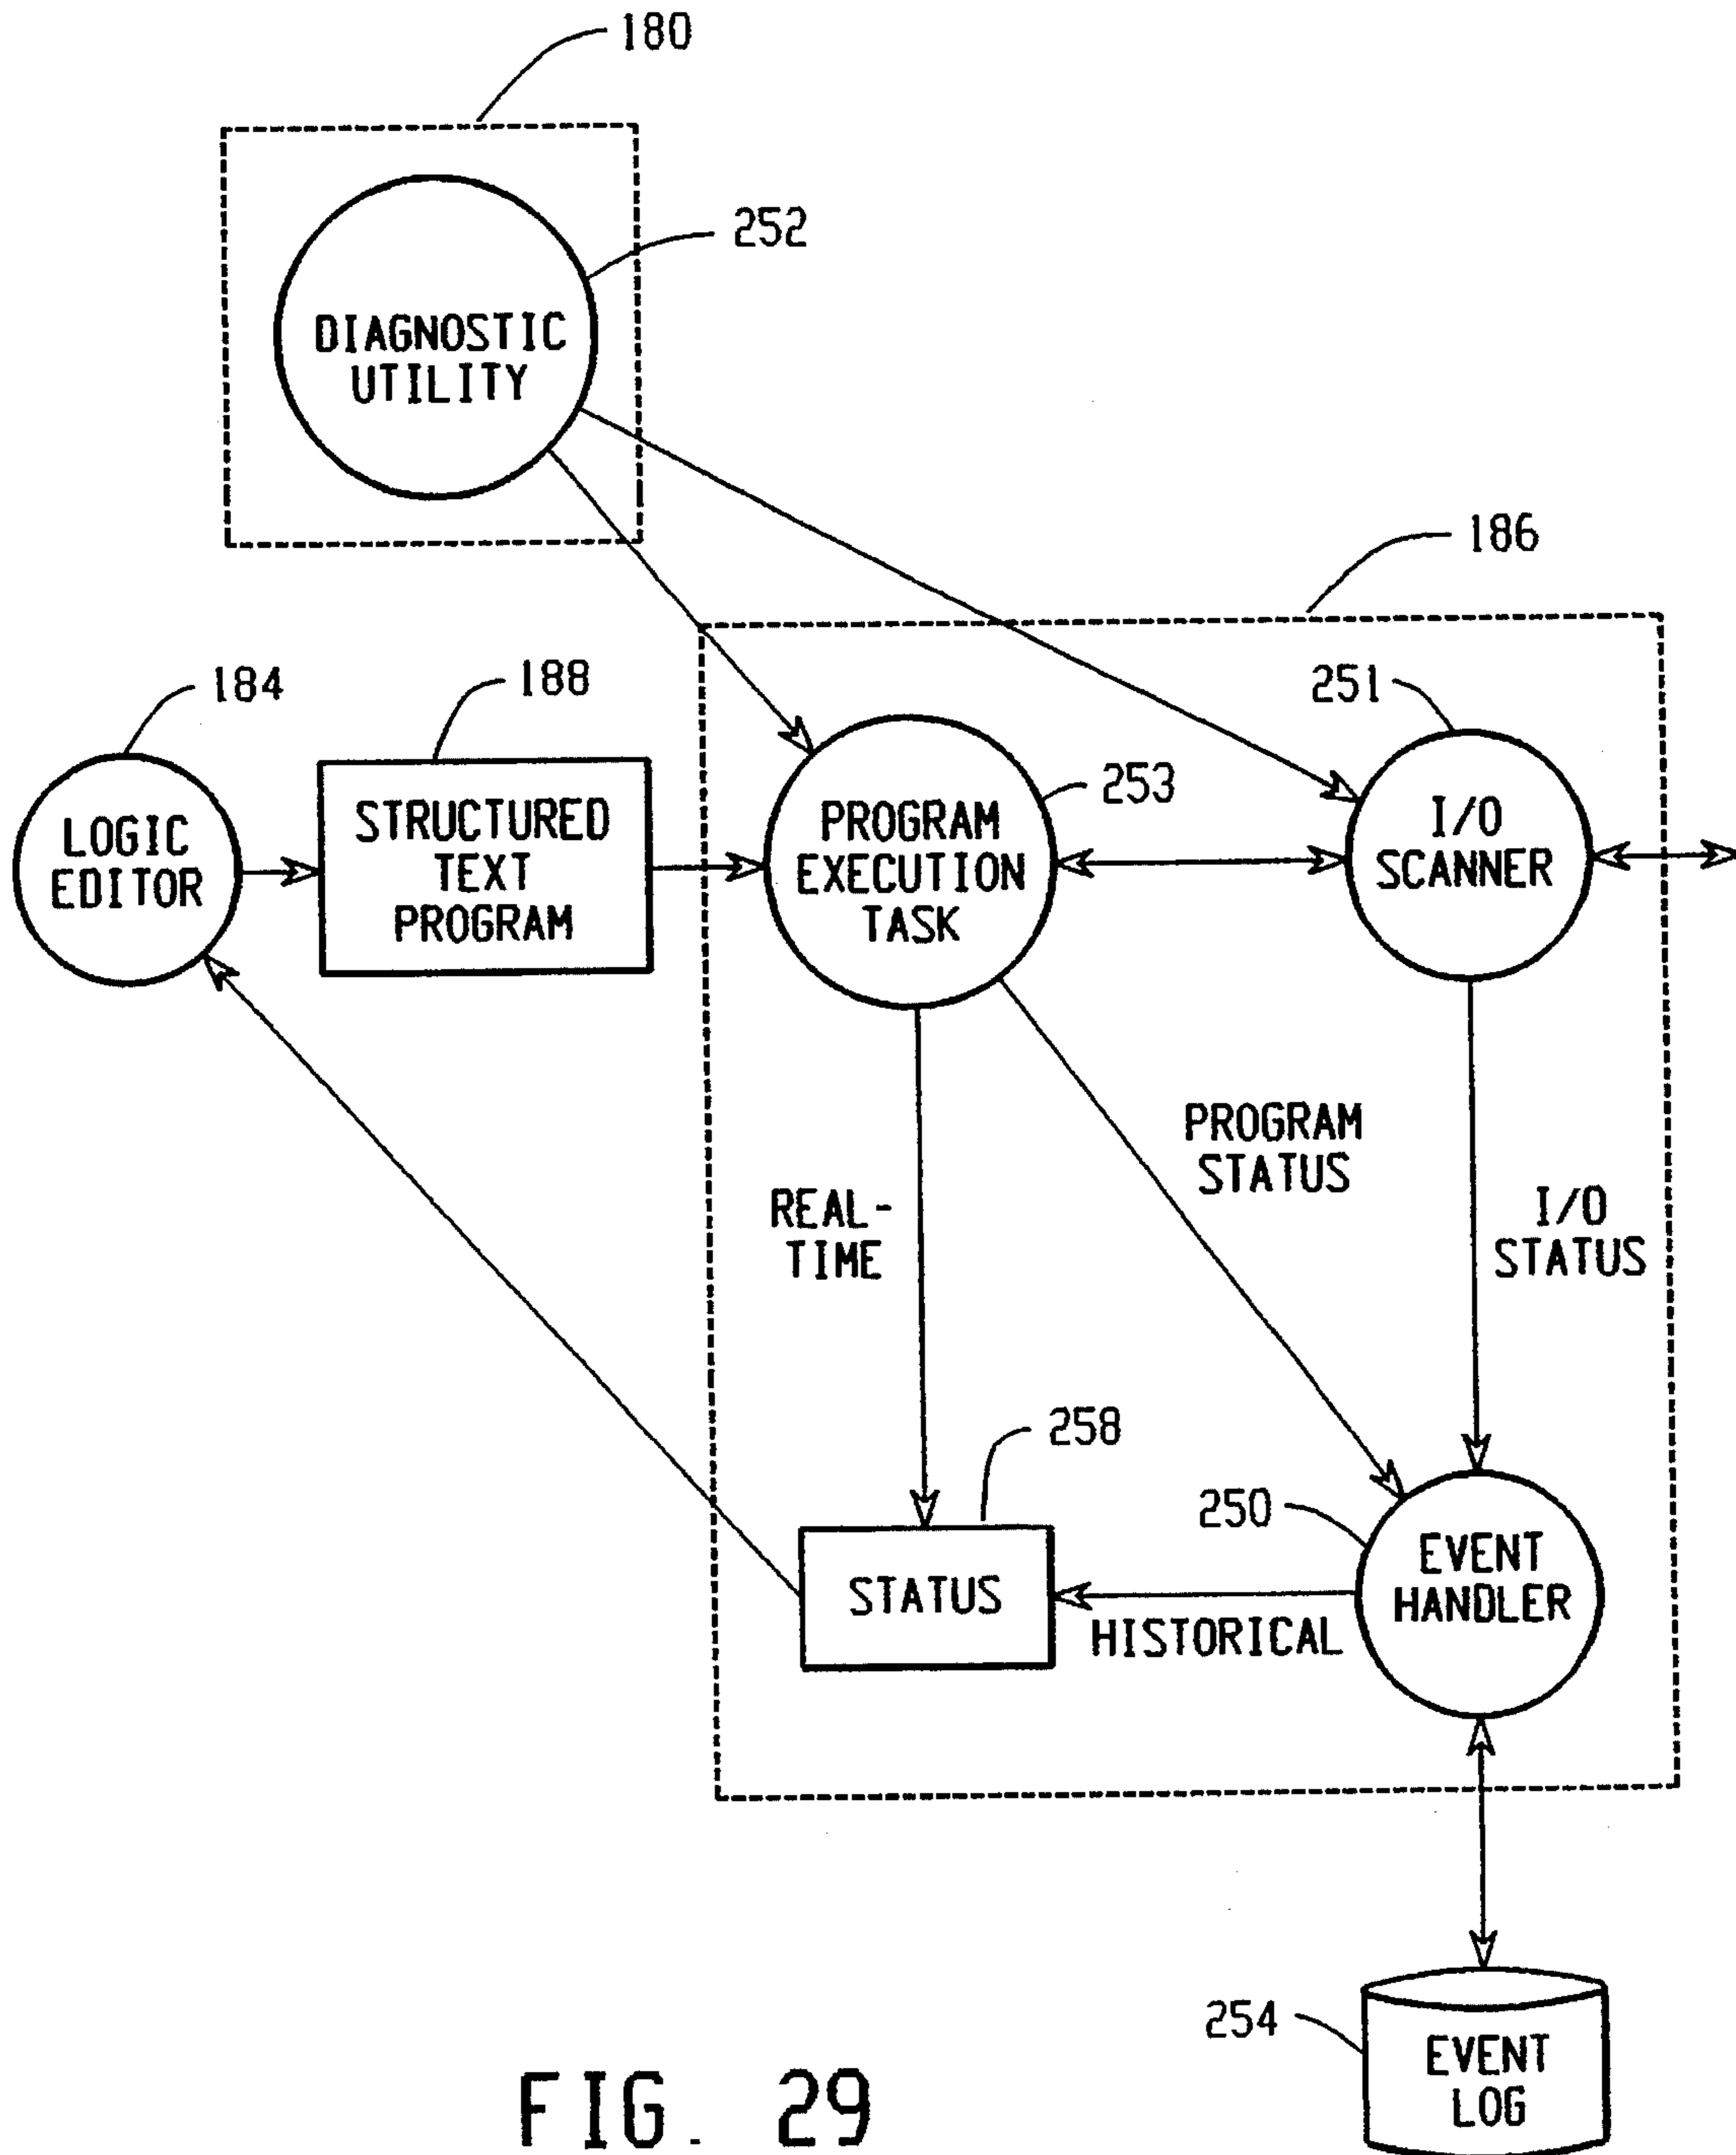 180
252
DIAGNOSTIC
UTILITY
186
184
188
251
253
LOGIC
EDITOR
STRUCTURED
TEXT
PROGRAM
PROGRAM
EXECUTION
TASK
I/O
SCANNER
PROGRAM
STATUS
REAL-
TIME
I/O
STATUS
258
250
STATUS
EVENT
HANDLER
HISTORICAL
254
EVENT
LOG
FIG. 29